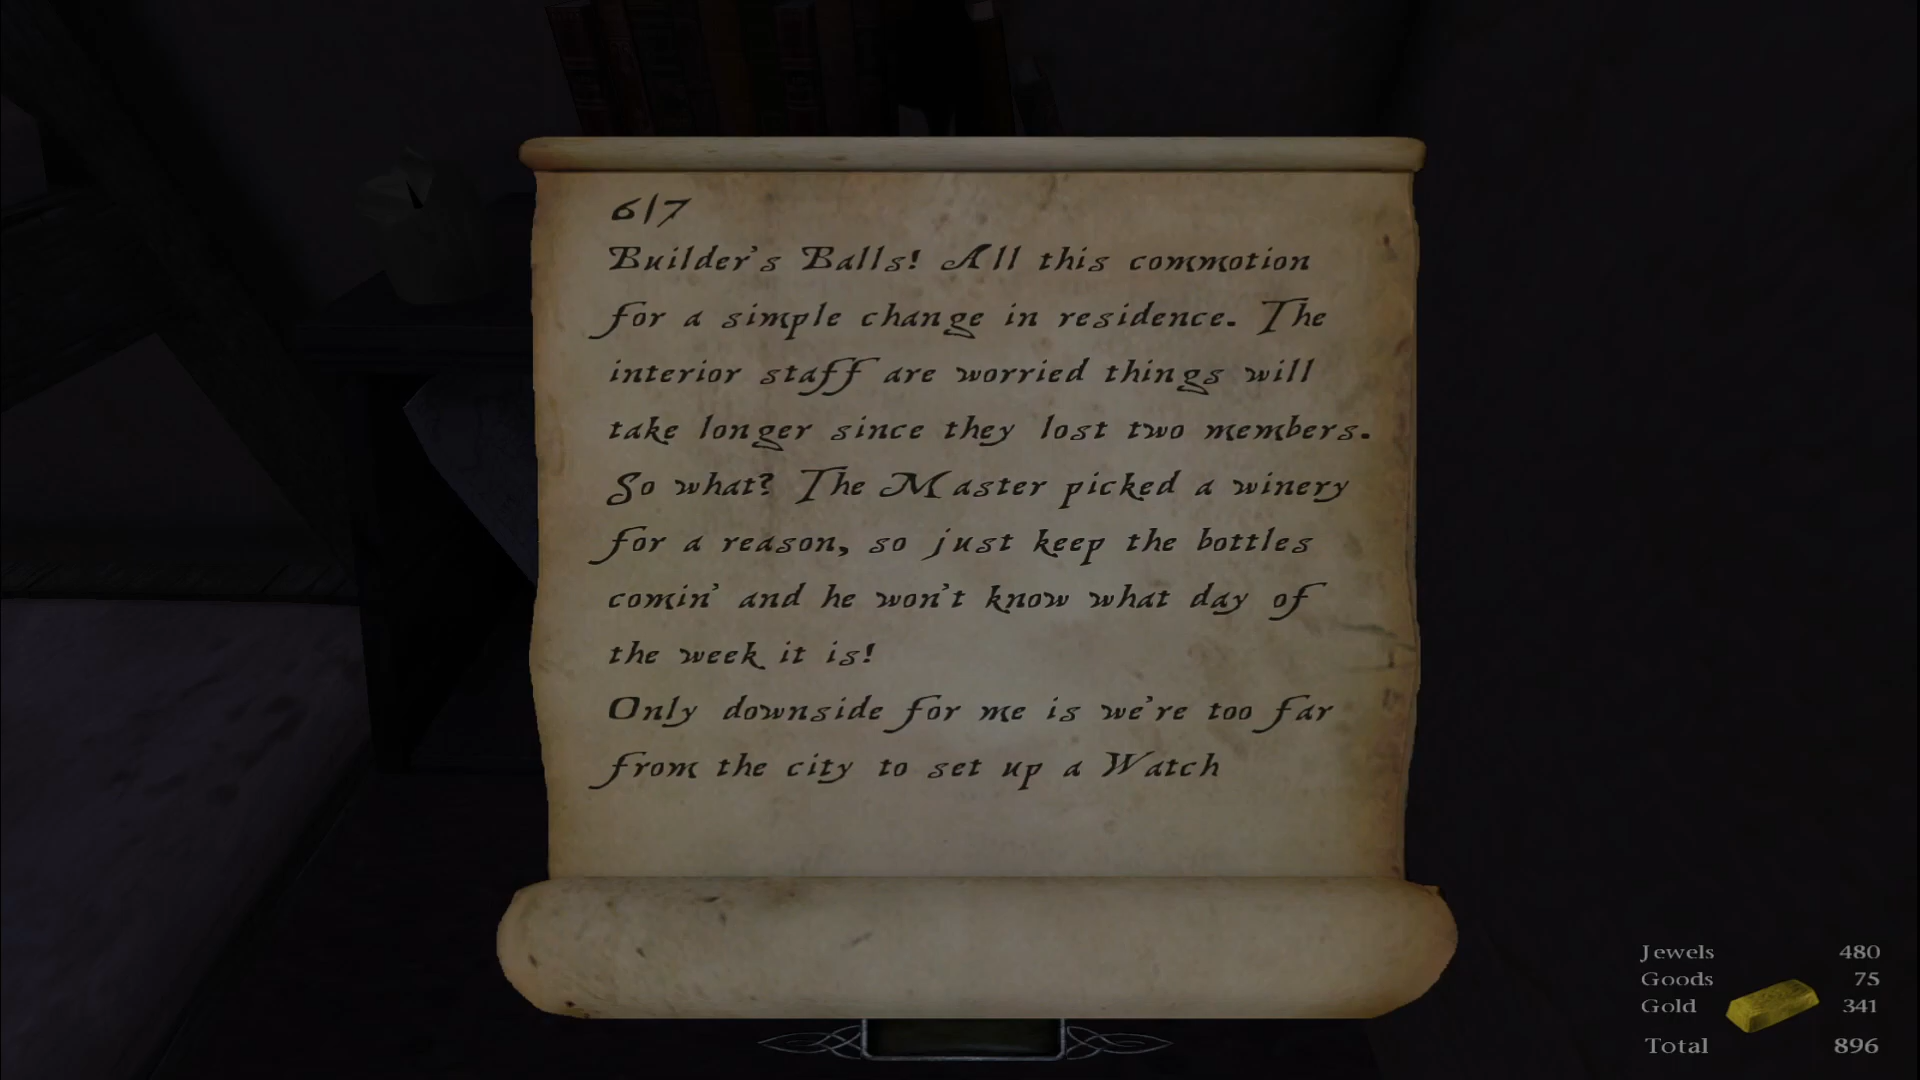 6/7
Builder's Balls! All this commotion
for a simple change in residence. The
interior staff are worried things will
take longer since they lost two members.
So what? The Master picked a winery
for a reason, so just keep the bottles
comin' and he won't know what day of
the week it is!
Only downside for me is we're too far
from the city to set up a Watch
Jewels 480
Goods 75
Gold 341
Total 896